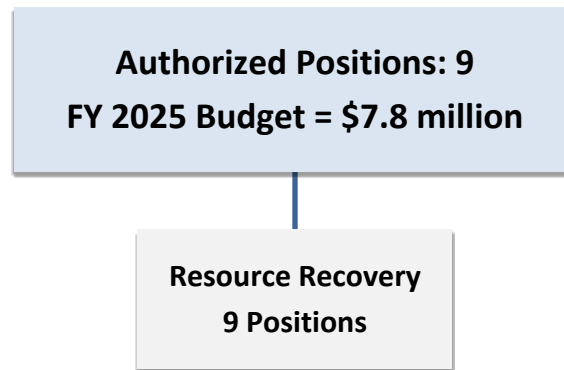 Authorized Positions: 9
FY 2025 Budget = $7.8 million
Resource Recovery
9 Positions